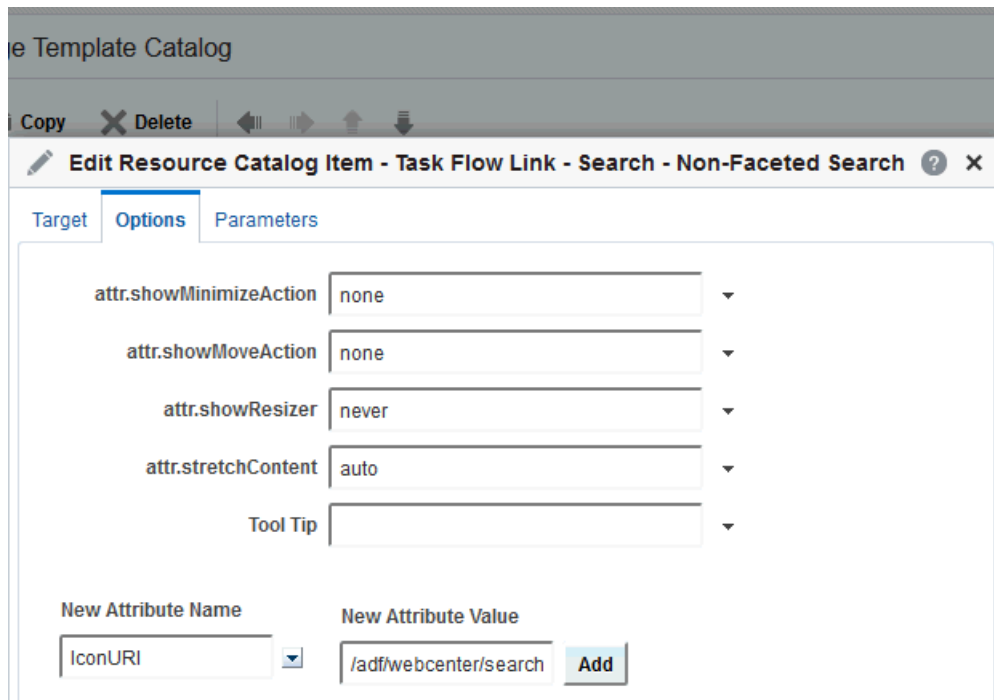 e Template Catalog
Copy Delete
Edit Resource Catalog Item - Task Flow Link - Search - Non-Faceted Search ?
Target Options Parameters
attr.showMinimizeAction none
attr.showMoveAction none
attr.showResizer never
attr.stretchContent auto
Tool Tip
New Attribute Name New Attribute Value
IconURI /adf/webcenter/search Add